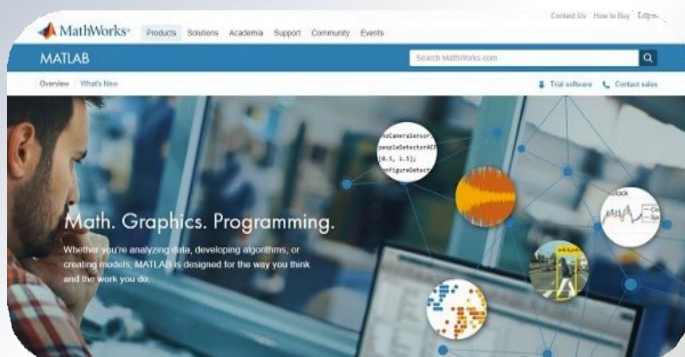 Contact Us How to Buy
MathWorks® Products Solutions Academia Support Community Events
MATLAB
Search MathWorks.com
Overview What's New
Trial software Contact sales
Math. Graphics. Programming.
Whether you're analyzing data, developing algorithms, or
creating models, MATLAB is designed for the way you think
and the work you do.
peopleDetectorACF